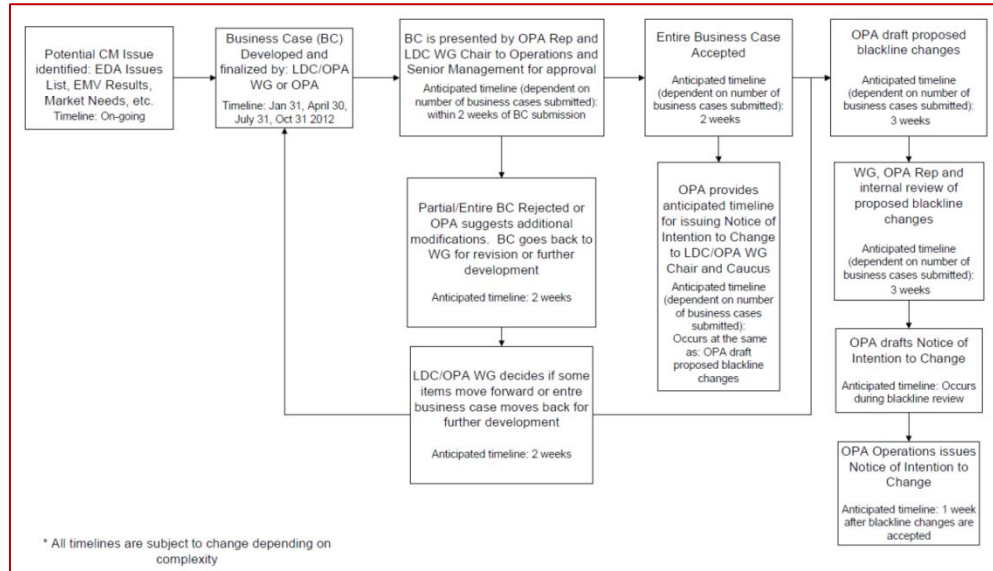 Potential CM Issue
identified: EDA Issues
List, EMV Results,
Market Needs, etc.
Timeline: On-going
Business Case (BC)
Developed and
finalized by: LDC/OPA
WG or OPA
Timeline: Jan 31, April 30,
July 31, Oct 31 2012
BC is presented by OPA Rep and
LDC WG Chair to Operations and
Senior Management for approval
Anticipated timeline (dependent on
number of business cases submitted):
within 2 weeks of BC submission
Entire Business Case
Accepted
Anticipated timeline
(dependent on number of
business cases submitted):
2 weeks
OPA draft proposed
blackline changes
Anticipated timeline
(dependent on number of
business cases submitted):
3 weeks
Partial/Entire BC Rejected or
OPA suggests additional
modifications. BC goes back to
WG for revision or further
development
Anticipated timeline: 2 weeks
OPA provides
anticipated timeline
for issuing Notice of
Intention to Change
to LDC/OPA WG
Chair and Caucus
Anticipated timeline
(dependent on number
of business cases
submitted):
Occurs at the same
as: OPA draft
proposed blackline
changes
WG, OPA Rep and
internal review of
proposed blackline
changes
Anticipated timeline
(dependent on number of
business cases submitted):
3 weeks
LDC/OPA WG decides if some
items move forward or entre
business case moves back for
further development
Anticipated timeline: 2 weeks
OPA drafts Notice of
Intention to Change
Anticipated timeline: Occurs
during blackline review
OPA Operations issues
Notice of Intention to
Change
Anticipated timeline: 1 week
after blackline changes are
accepted
* All timelines are subject to change depending on
complexity